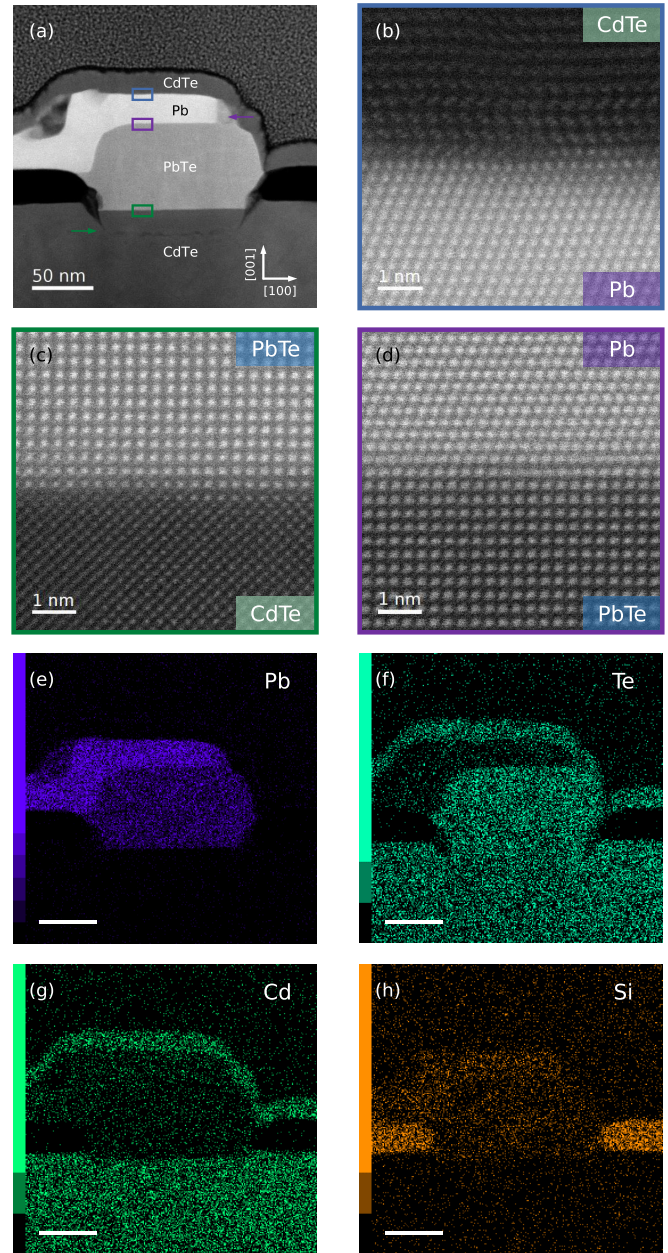 (a)
CdTe
Pb
PbTe
CdTe
50 nm
[001]
[100]
(b)
CdTe
1 nm
Pb
(c)
PbTe
1 nm
CdTe
(d)
Pb
1 nm
PbTe
(e)
Pb
(f)
Te
(g)
Cd
(h)
Si